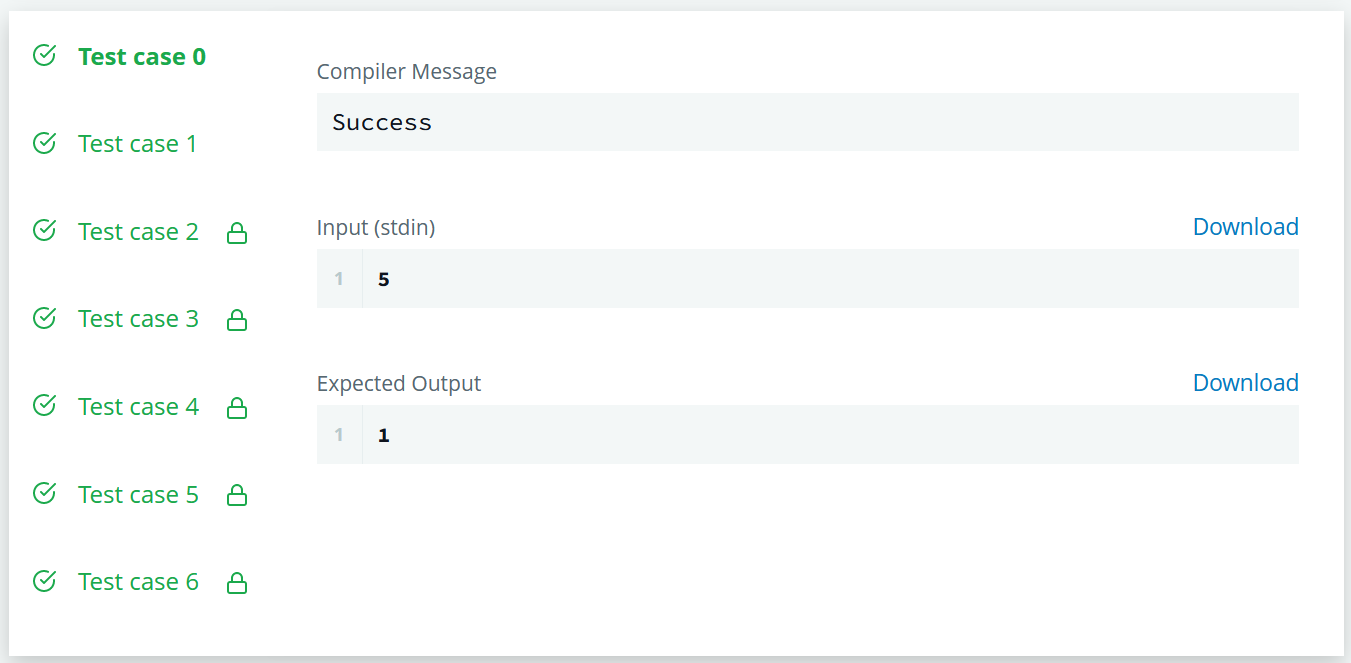 Test case 0
Test case 1
Test case 2
Test case 3
Test case 4
Test case 5
Test case 6
Compiler Message
Success
Input (stdin)
Download
1 5
Expected Output
Download
1 1